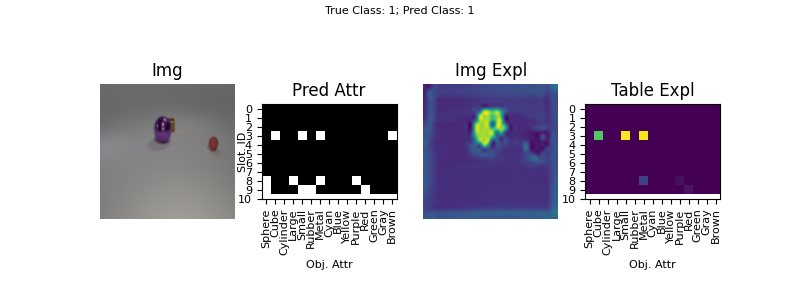 True Class: 1; Pred Class: 1
Img
Pred Attr
Img Expl
Table Expl
Slot. ID
0
1
2
3
4
5
6
7
8
9
10
Sphere
Cube
Cylinder
Large
Small
Rubber
Metal
Cyan
Blue
Yellow
Purple
Red
Green
Gray
Brown
Obj. Attr
0
1
2
3
4
5
6
7
8
9
10
Sphere
Cube
Cylinder
Large
Small
Rubber
Metal
Cyan
Blue
Yellow
Purple
Red
Green
Gray
Brown
Obj. Attr